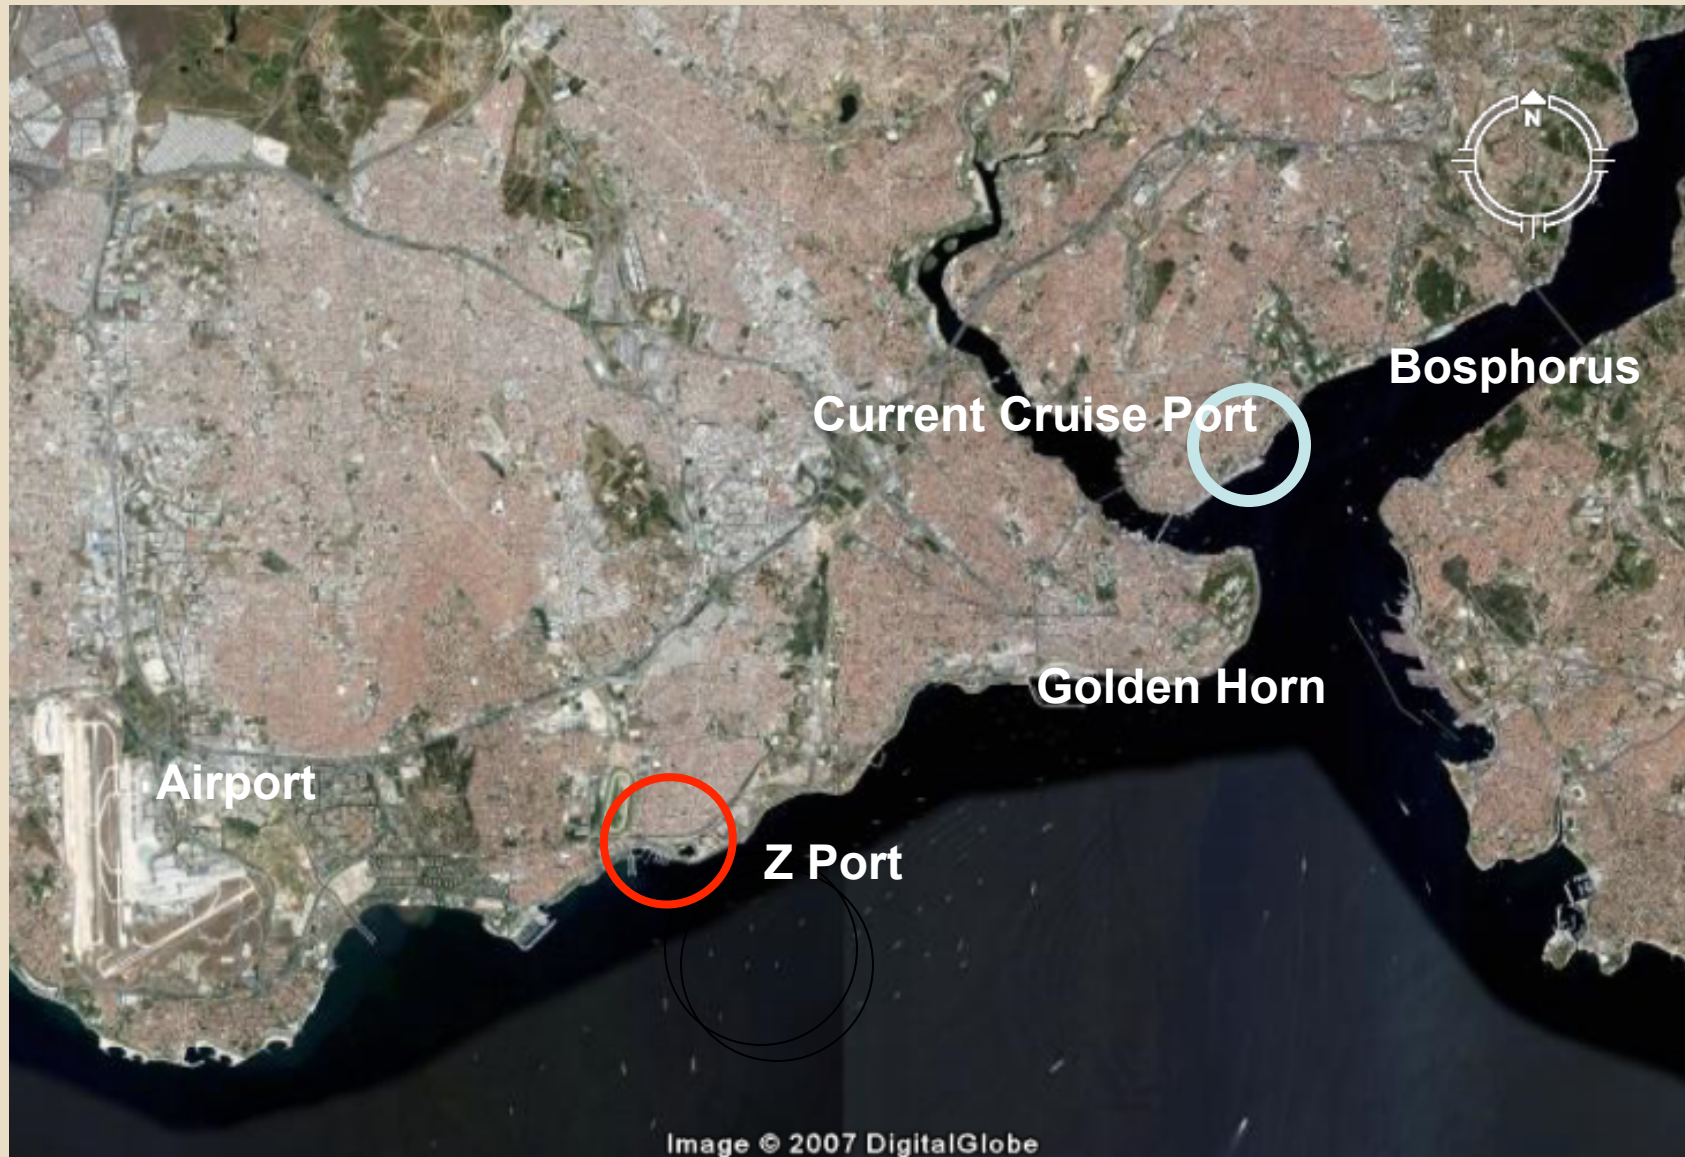 N
Bosphorus
Current Cruise Port
Golden Horn
Airport
Z Port
Image © 2007 DigitalGlobe